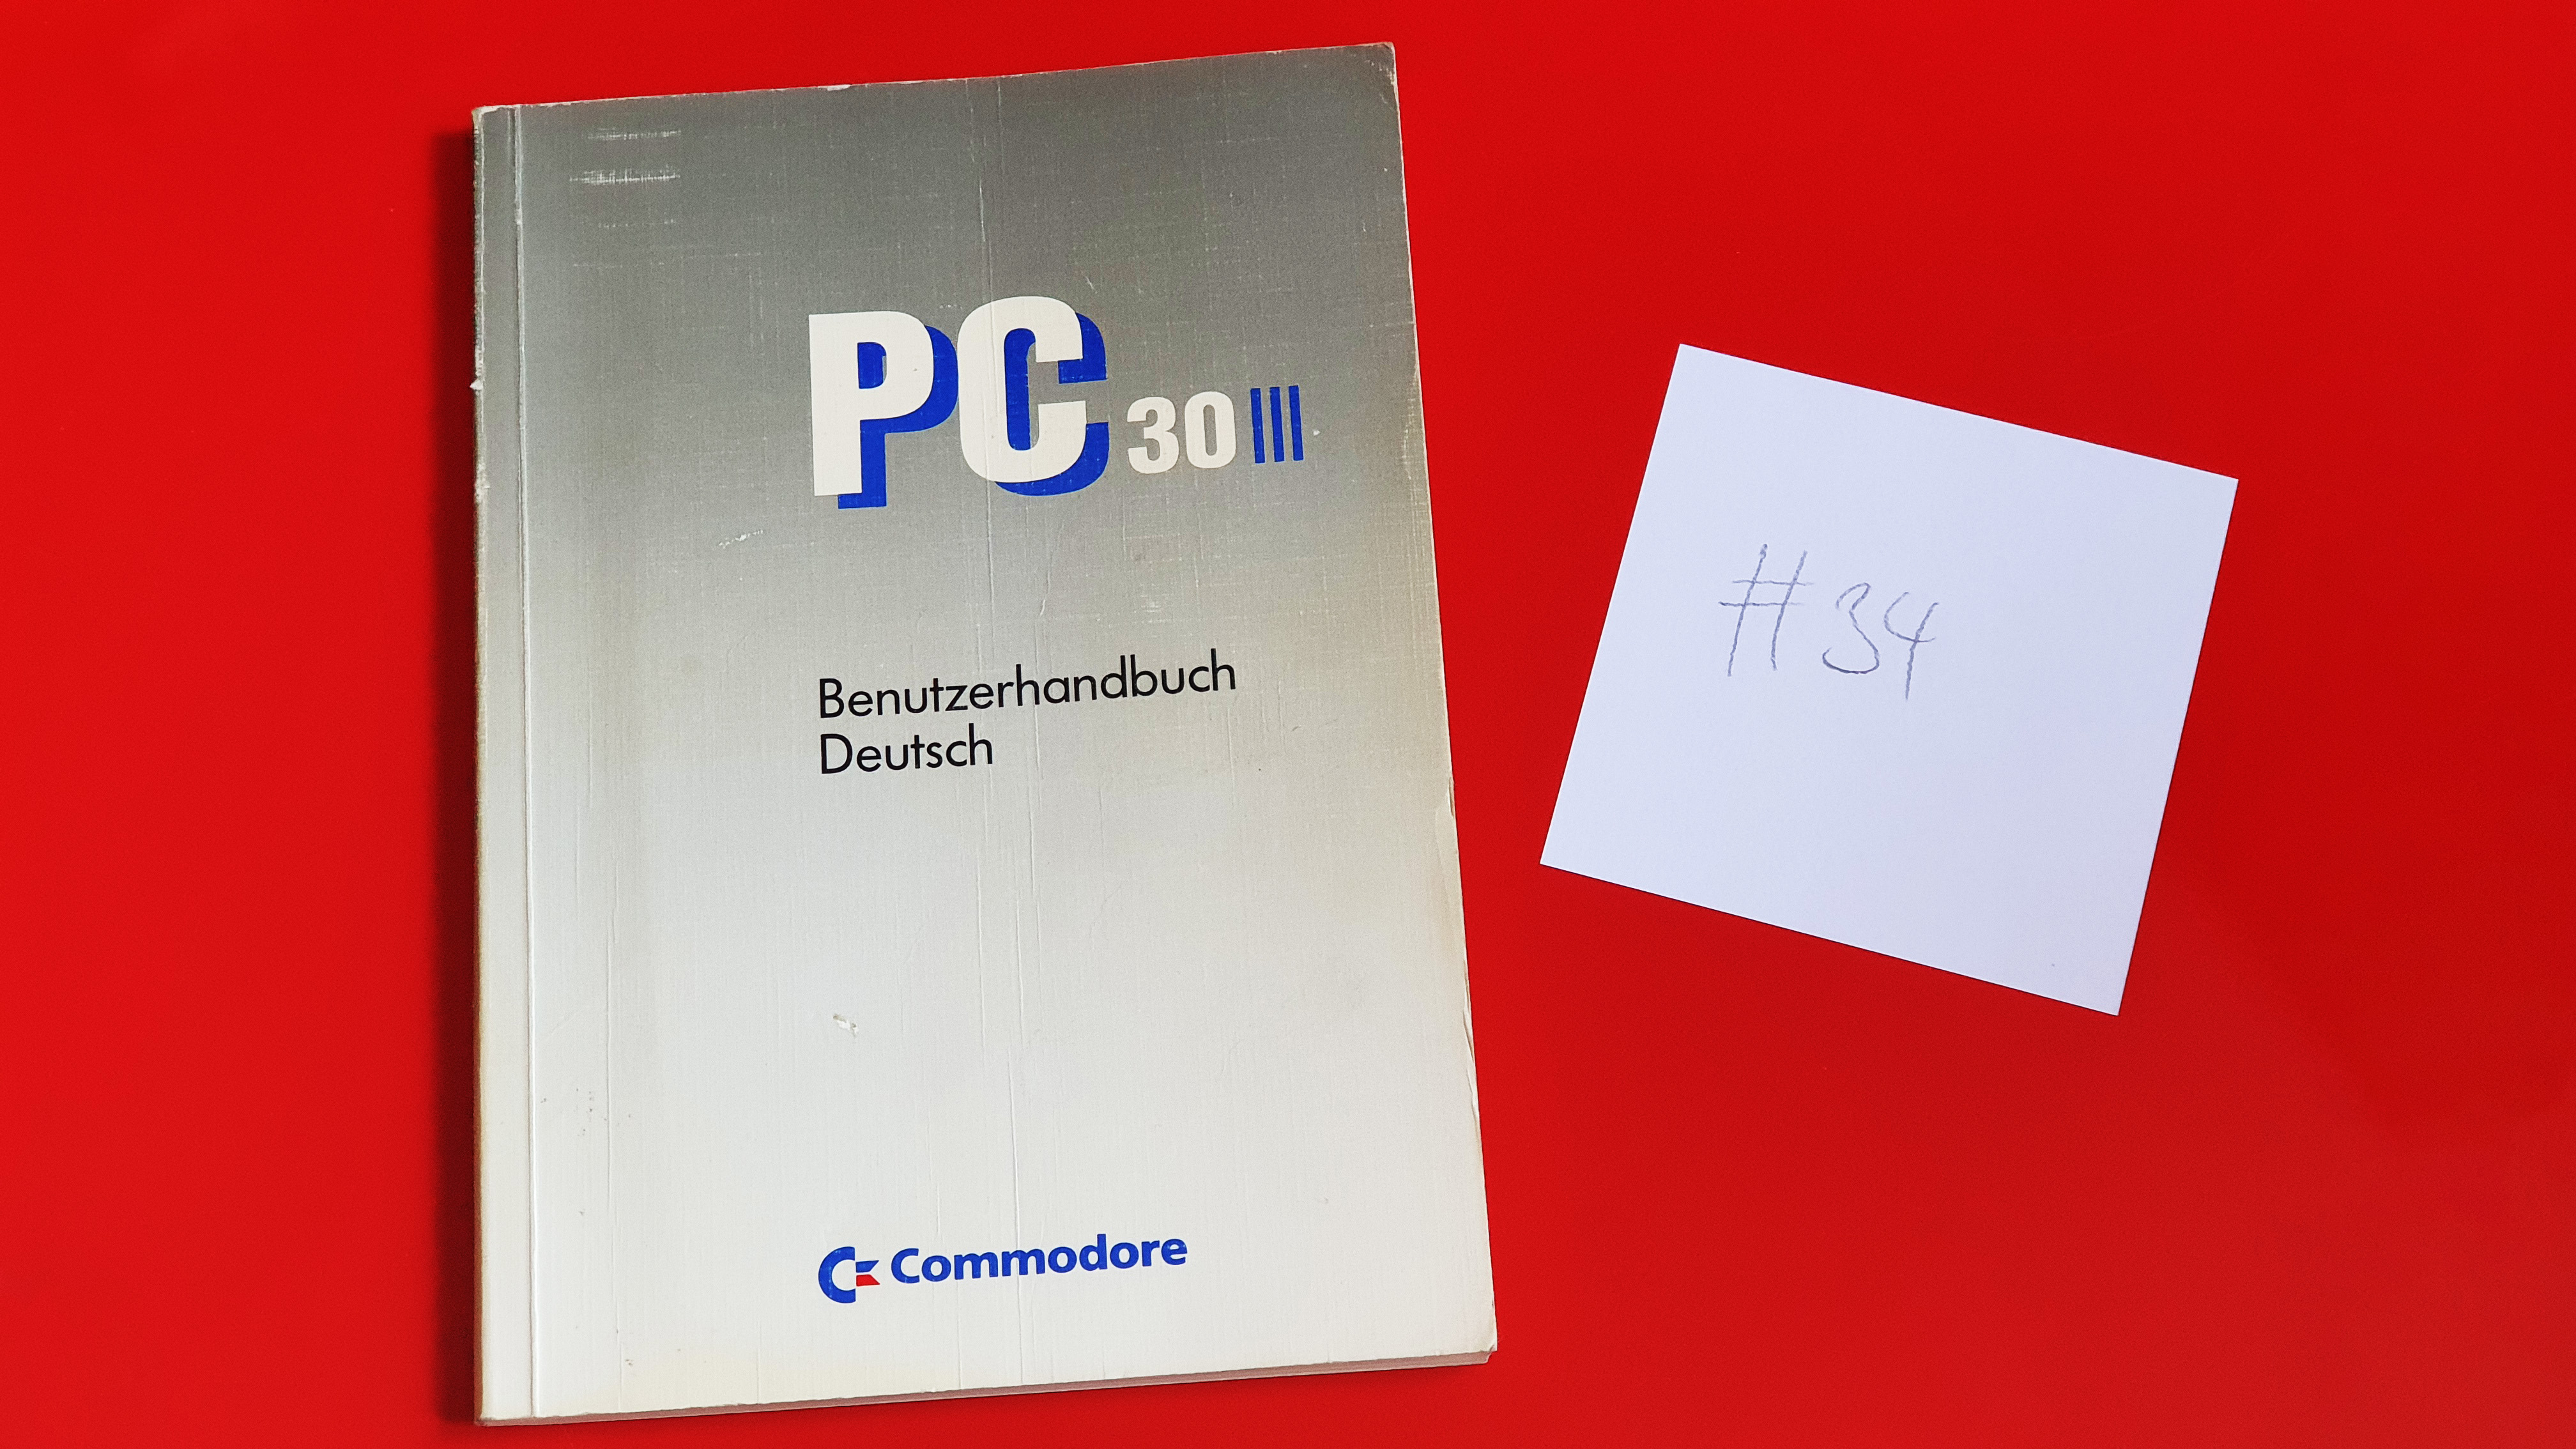 PC 30 III
Benutzerhandbuch
Deutsch
Commodore
#34